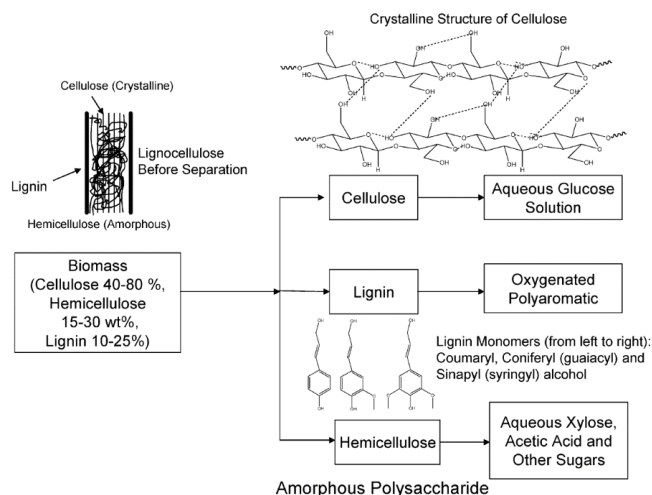 Crystalline Structure of Cellulose
Cellulose (Crystalline)
Lignocellulose
Before Separation
Lignin
Hemicellulose (Amorphous)
Cellulose
Aqueous Glucose
Solution
Biomass
(Cellulose 40-80 %,
Hemicellulose
15-30 wt%,
Lignin 10-25%)
Lignin
Oxygenated
Polyaromatic
Lignin Monomers (from left to right):
Coumaryl, Coniferyl (guaiacyl) and
Sinapyl (syringyl) alcohol
Hemicellulose
Aqueous Xylose,
Acetic Acid and
Other Sugars
Amorphous Polysaccharide